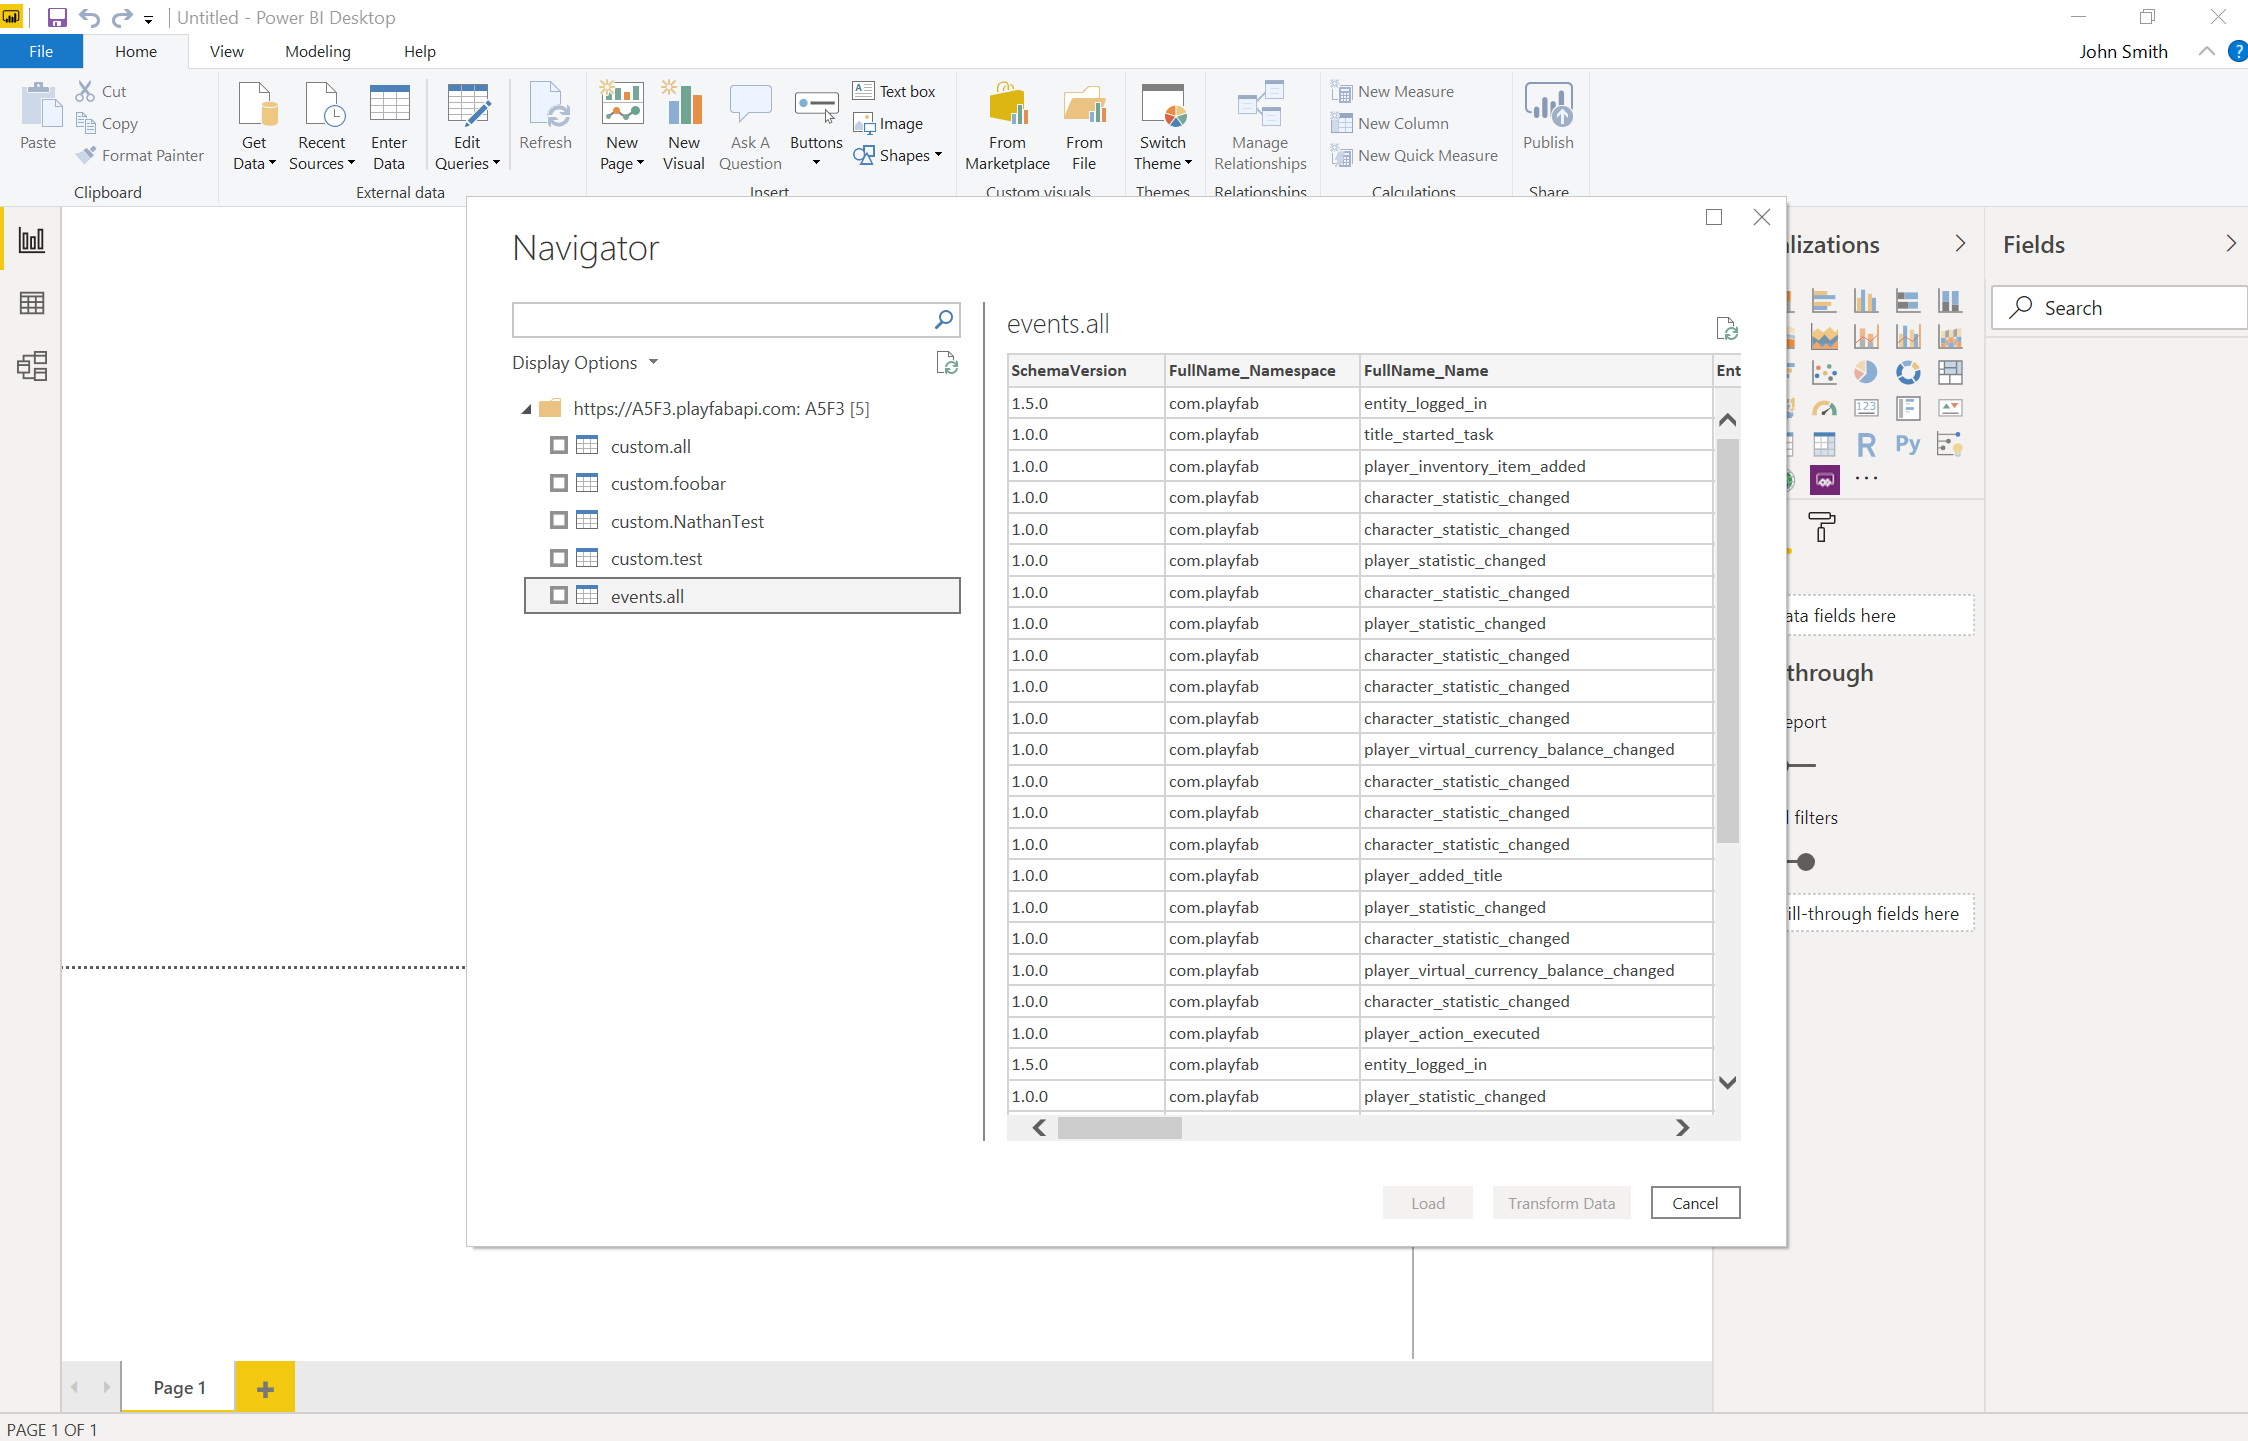 Untitled - Power BI Desktop
File Home View Modeling Help John Smith ?
Paste
Cut
Copy
Format Painter
Clipboard
Get Data
Recent Sources
Enter Data
Edit Queries
Refresh
External data
New Page
New Visual
Ask A Question
Buttons
Text box
Image
Shapes
Insert
From Marketplace
From File
Custom visuals
Switch Theme
Themes
Manage Relationships
Relationships
New Measure
New Column
New Quick Measure
Calculations
Publish
Share
Navigator
Display Options
https://A5F3.playfabapi.com: A5F3 [5]
custom.all
custom.foobar
custom.NathanTest
custom.test
events.all
events.all
SchemaVersion FullName_Namespace FullName_Name Ent
1.5.0 com.playfab entity_logged_in
1.0.0 com.playfab title_started_task
1.0.0 com.playfab player_inventory_item_added
1.0.0 com.playfab character_statistic_changed
1.0.0 com.playfab character_statistic_changed
1.0.0 com.playfab player_statistic_changed
1.0.0 com.playfab character_statistic_changed
1.0.0 com.playfab player_statistic_changed
1.0.0 com.playfab character_statistic_changed
1.0.0 com.playfab character_statistic_changed
1.0.0 com.playfab character_statistic_changed
1.0.0 com.playfab player_virtual_currency_balance_changed
1.0.0 com.playfab character_statistic_changed
1.0.0 com.playfab character_statistic_changed
1.0.0 com.playfab character_statistic_changed
1.0.0 com.playfab player_added_title
1.0.0 com.playfab player_statistic_changed
1.0.0 com.playfab character_statistic_changed
1.0.0 com.playfab player_virtual_currency_balance_changed
1.0.0 com.playfab character_statistic_changed
1.0.0 com.playfab player_action_executed
1.5.0 com.playfab entity_logged_in
1.0.0 com.playfab player_statistic_changed
Load Transform Data Cancel
lizations
123
R Py
...
ata fields here
through
eport
l filters
ill-through fields here
Fields
Search
Page 1
PAGE 1 OF 1